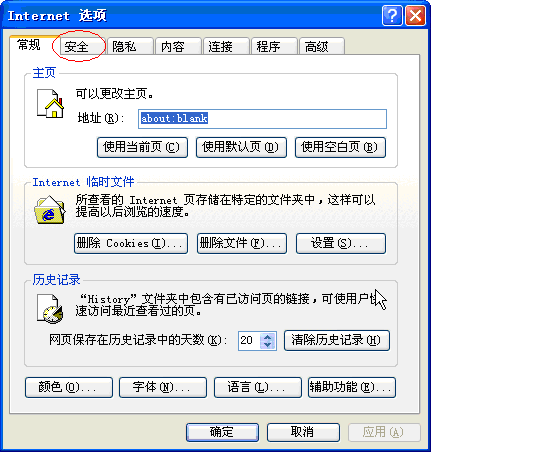 Internet 选项
常规 安全 隐私 内容 连接 程序 高级
主页
可以更改主页。
地址(R): about:blank
使用当前页(C) 使用默认页(D) 使用空白页(B)
Internet 临时文件
所查看的 Internet 页存储在特定的文件夹中，这样可以
提高以后浏览的速度。
删除 Cookies(I)... 删除文件(F)... 设置(S)...
历史记录
“History”文件夹中包含有已访问页的链接，可使用户快
速访问最近查看过的页。
网页保存在历史记录中的天数(K): 20 清除历史记录(H)
颜色(O)... 字体(N)... 语言(L)... 辅助功能(E)...
确定 取消 应用(A)